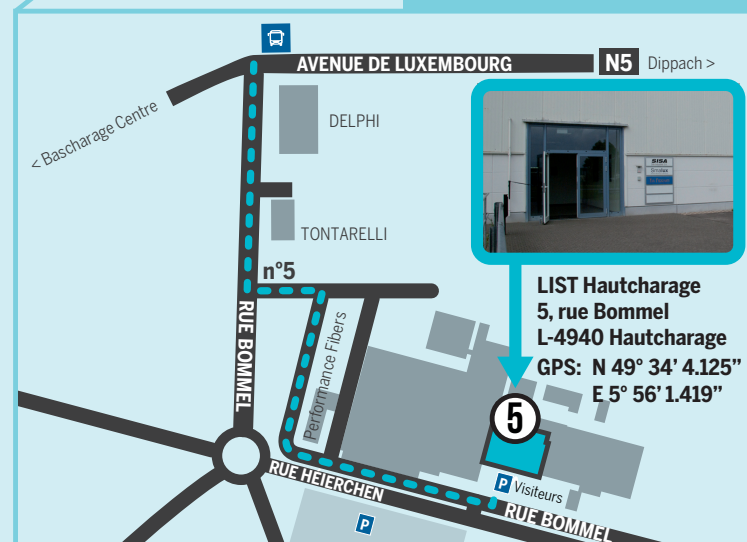 AVENUE DE LUXEMBOURG
N5
Dippach >
< Bascharage Centre
DELPHI
SISA
TONTARELLI
n°5
LIST Hautcharage
5, rue Bommel
L-4940 Hautcharage
GPS: N 49° 34’ 4.125”
E 5° 56’ 1.419”
RUE BOMMEL
Performance Fibers
5
P Visiteurs
RUE HEIERCHEN
RUE BOMMEL
P